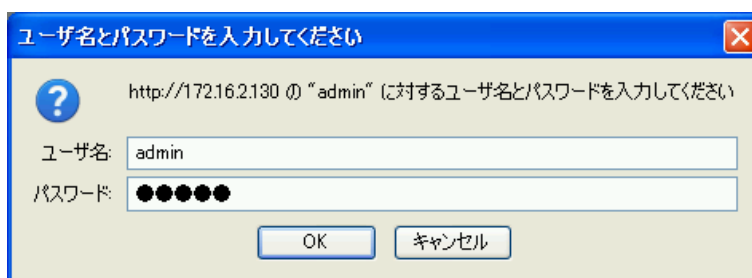 ユーザ名とパスワードを入力してください
http://172.16.2.130 の "admin" に対するユーザ名とパスワードを入力してください
ユーザ名: admin
パスワード: ●●●●●
OK キャンセル